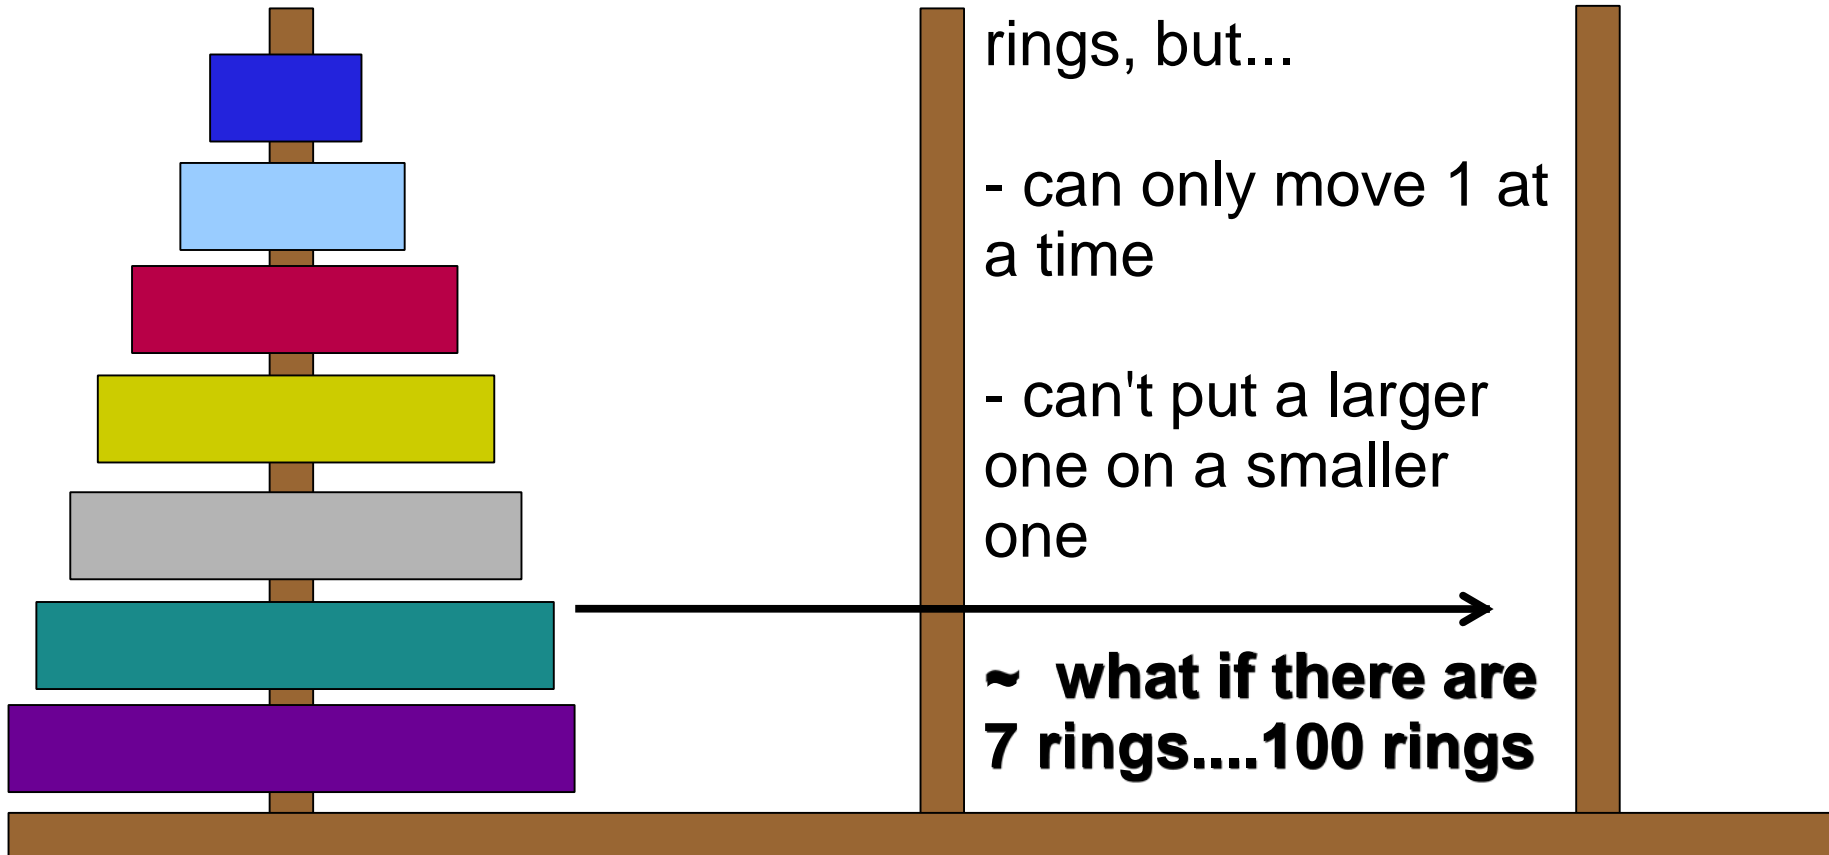 rings, but...
- can only move 1 at
a time
- can't put a larger
one on a smaller
one
~ what if there are
7 rings....100 rings